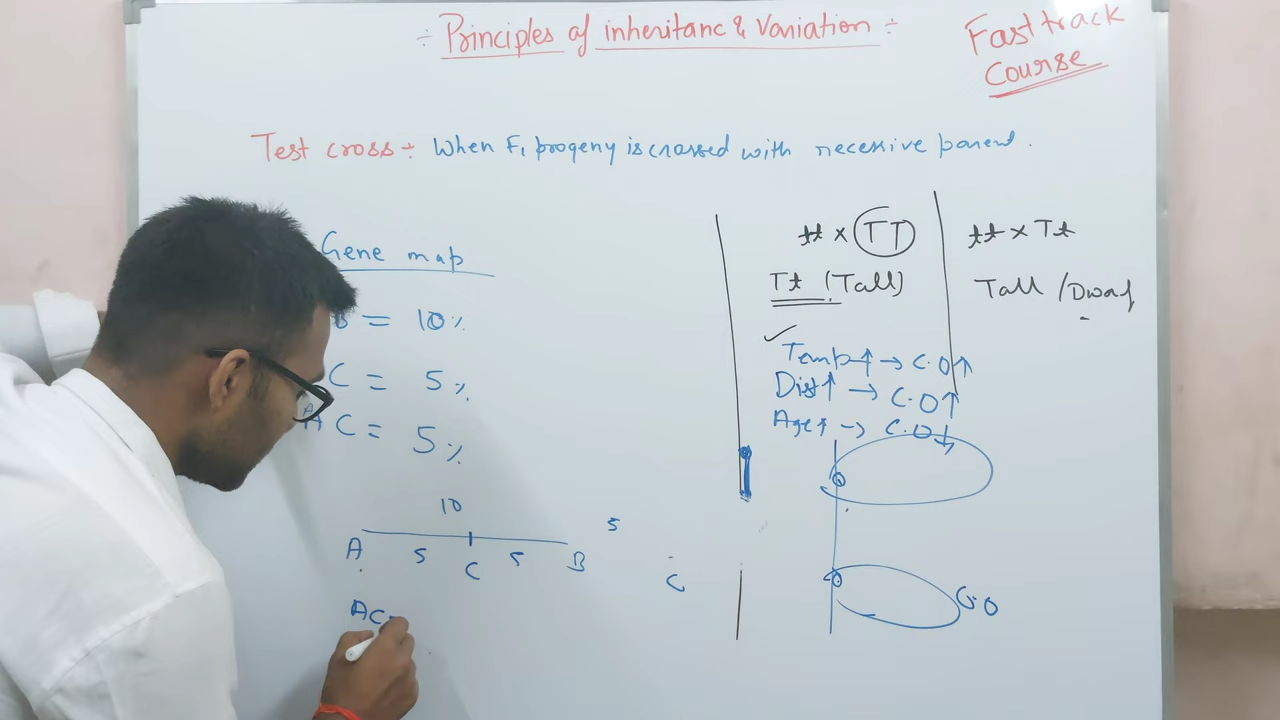 ÷ Principles of inheritanc & Variation ÷
Fast track
Course
Test cross ÷ When F1 progeny is crossed with recessive parent.
Gene map
B = 10%
C = 5%
AC = 5%
10
A 5 C 5 B
5
C
AC
tt x TT
Tt (Tall)
tt x Tt
Tall / Dwarf
✓
Temp↑ → C.O↑
Dist↑ → C.O↑
Age↑ → C.O↓
C.O